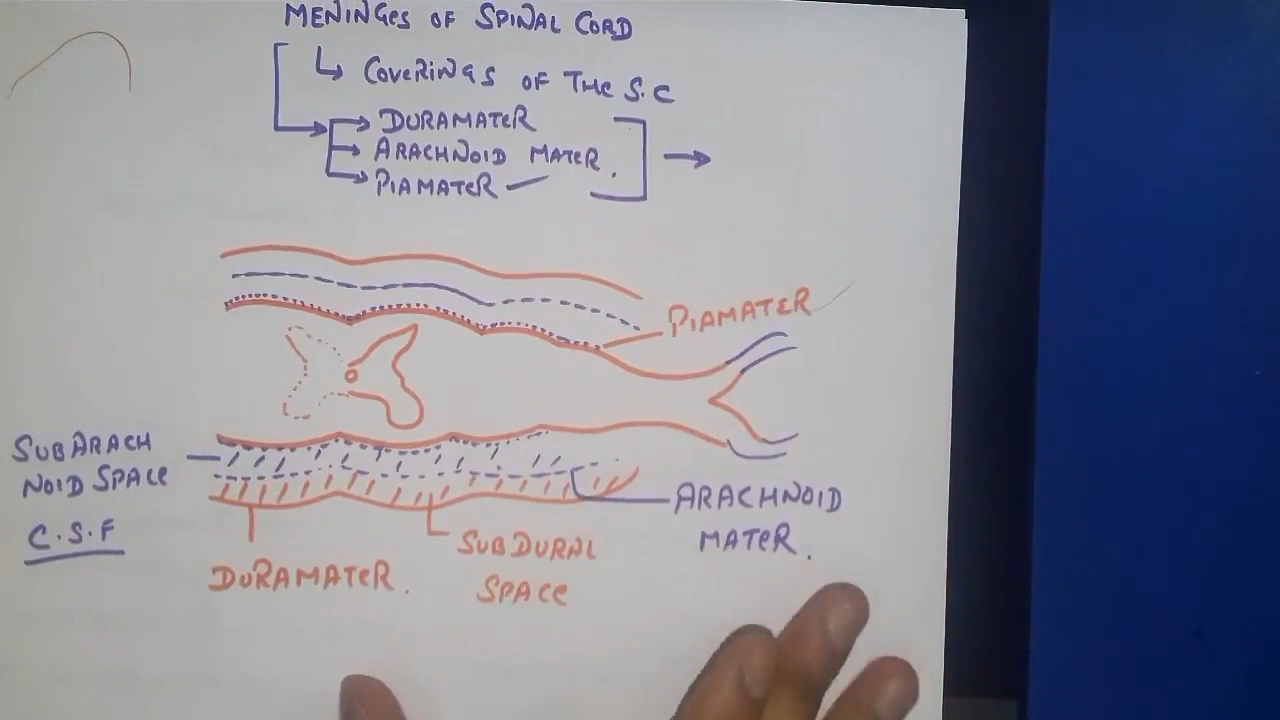 MENINGES OF SPINAL CORD
COVERINGS OF THE S.C
DURAMATER
ARACHNOID MATER.
PIAMATER
PIAMATER
SUBARACH
NOID SPACE
C.S.F
ARACHNOID
MATER.
SUBDURAL
SPACE
DURAMATER.